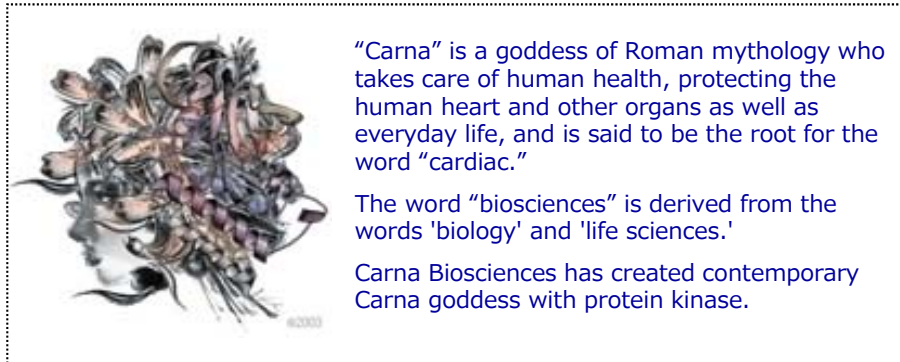 “Carna” is a goddess of Roman mythology who
takes care of human health, protecting the
human heart and other organs as well as
everyday life, and is said to be the root for the
word “cardiac.”
The word “biosciences” is derived from the
words 'biology' and 'life sciences.'
Carna Biosciences has created contemporary
Carna goddess with protein kinase.
©2003